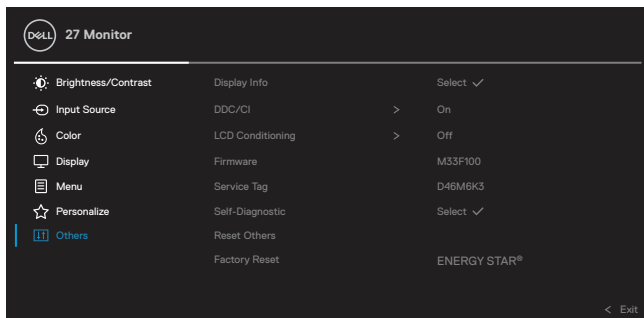 DELL 27 Monitor
Brightness/Contrast Display Info Select ✓
Input Source DDC/CI > On
Color LCD Conditioning > Off
Display Firmware M33F100
Menu Service Tag D46M6K3
Personalize Self-Diagnostic Select ✓
Others Reset Others
Factory Reset ENERGY STAR®
< Exit